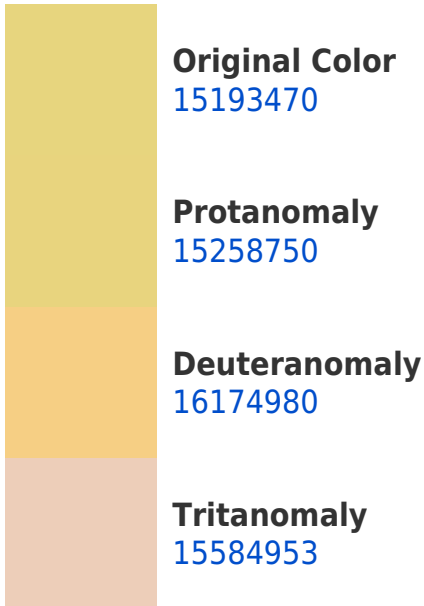 Original Color
15193470
Protanomaly
15258750
Deuteranomaly
16174980
Tritanomaly
15584953